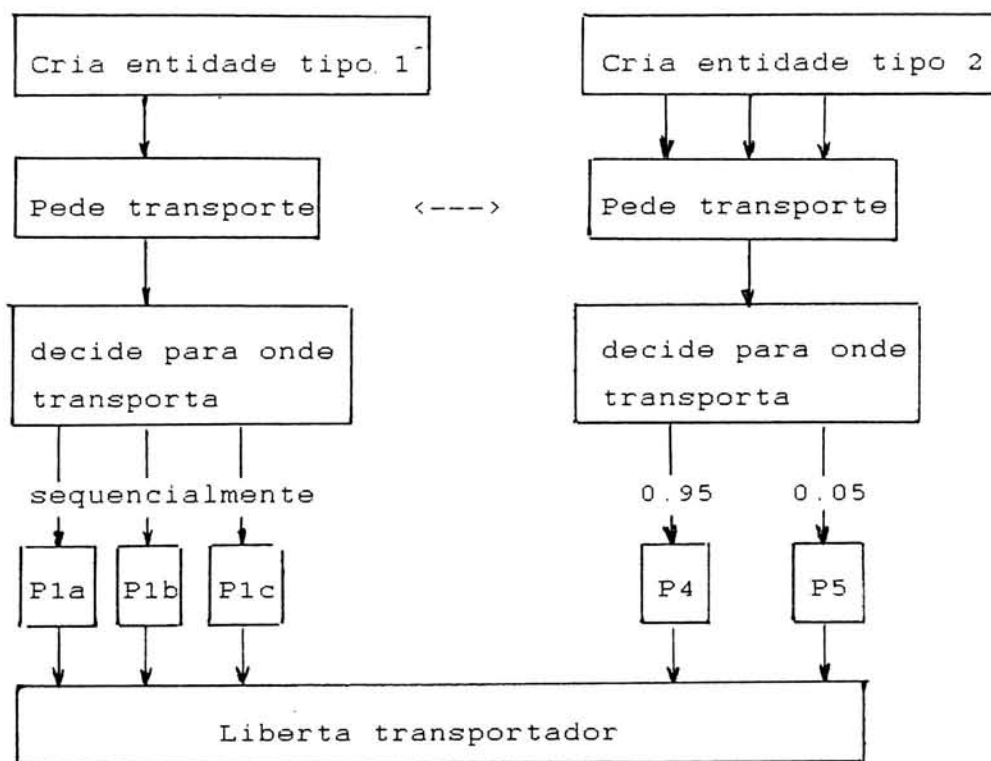 Cria entidade tipo 1
Cria entidade tipo 2
Pede transporte
<--->
Pede transporte
decide para onde
transporta
decide para onde
transporta
sequencialmente
0.95
0.05
P1a
P1b
P1c
P4
P5
Liberta transportador